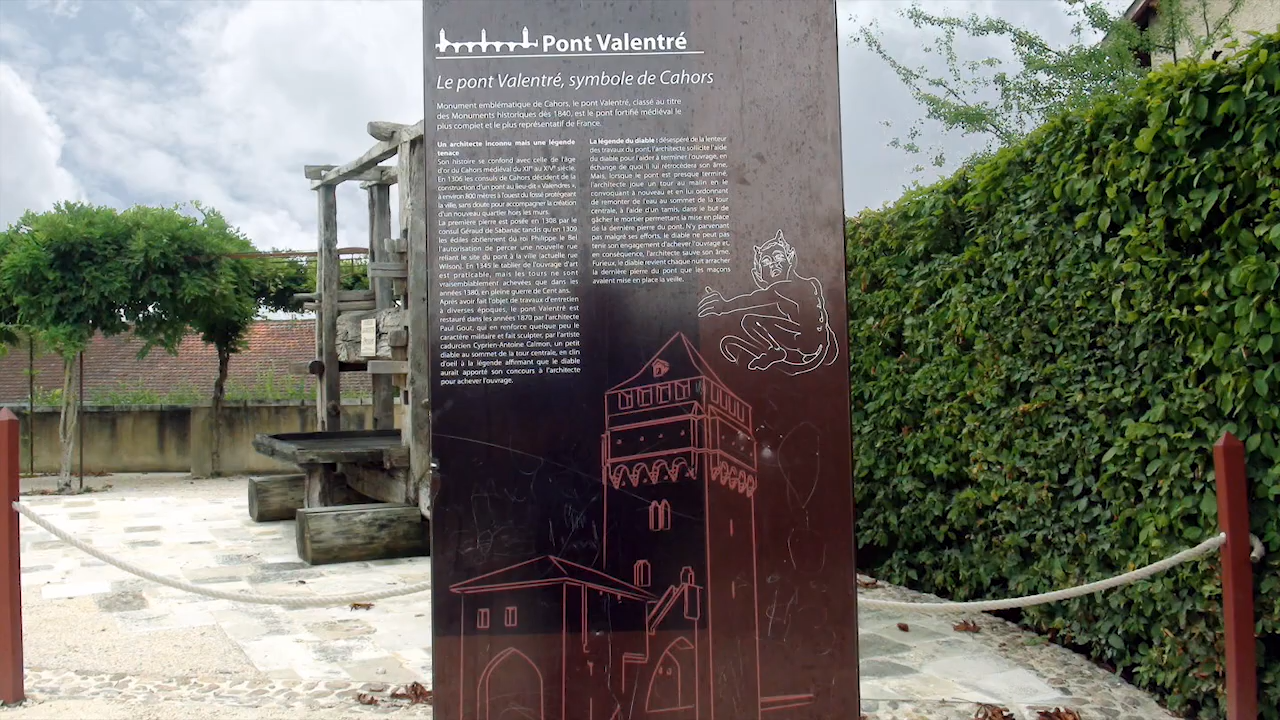 Pont Valentré
Le pont Valentré, symbole de Cahors
Monument emblématique de Cahors, le pont Valentré, classé au titre
des Monuments historiques dès 1840, est le pont fortifié médiéval le
plus complet et le plus représentatif de France.
Un architecte inconnu mais une légende
tenace
Son histoire se confond avec celle de l'âge
d'or du Cahors médiéval du XIIe au XIVe siècle.
En 1306 les consuls de Cahors décident de la
construction d'un pont au lieu-dit « Valendres »,
à environ 800 mètres à l'ouest du fossé protégeant
la ville, sans doute pour accompagner la création
d'un nouveau quartier hors les murs.
La première pierre est posée en 1308 par le
consul Géraud de Sabanac tandis qu'en 1309
les édiles obtiennent du roi Philippe le Bel
l'autorisation de percer une nouvelle rue
reliant le site du pont à la ville (actuelle rue
Wilson). En 1345 le tablier de l'ouvrage d'art
est praticable, mais les tours ne sont
vraisemblablement achevées que dans les
années 1380, en pleine guerre de Cent ans.
Après avoir fait l'objet de travaux d'entretien
à diverses époques, le pont Valentré est
restauré dans les années 1870 par l'architecte
Paul Gout, qui en renforce quelque peu le
caractère militaire et fait sculpter, par l'artiste
cadurcien Cyprien-Antoine Calmon, un petit
diable au sommet de la tour centrale, en clin
d'oeil à la légende affirmant que le diable
aurait apporté son concours à l'architecte
pour achever l'ouvrage.
La légende du diable : désespéré de la lenteur
des travaux du pont, l'architecte sollicite l'aide
du diable pour l'aider à terminer l'ouvrage, en
échange de quoi il lui rétrocédera son âme.
Mais, lorsque le pont est presque terminé,
l'architecte joue un tour au malin en le
convoquant à nouveau et en lui ordonnant
de remonter de l'eau au sommet de la tour
centrale, à l'aide d'un tamis, dans le but de
gâcher le mortier permettant la mise en place
de la dernière pierre du pont. N'y parvenant
pas malgré ses efforts, le diable ne peut pas
tenir son engagement d'achever l'ouvrage et,
en conséquence, l'architecte sauve son âme.
Furieux, le diable revient chaque nuit arracher
la dernière pierre du pont que les maçons
avaient mise en place la veille.